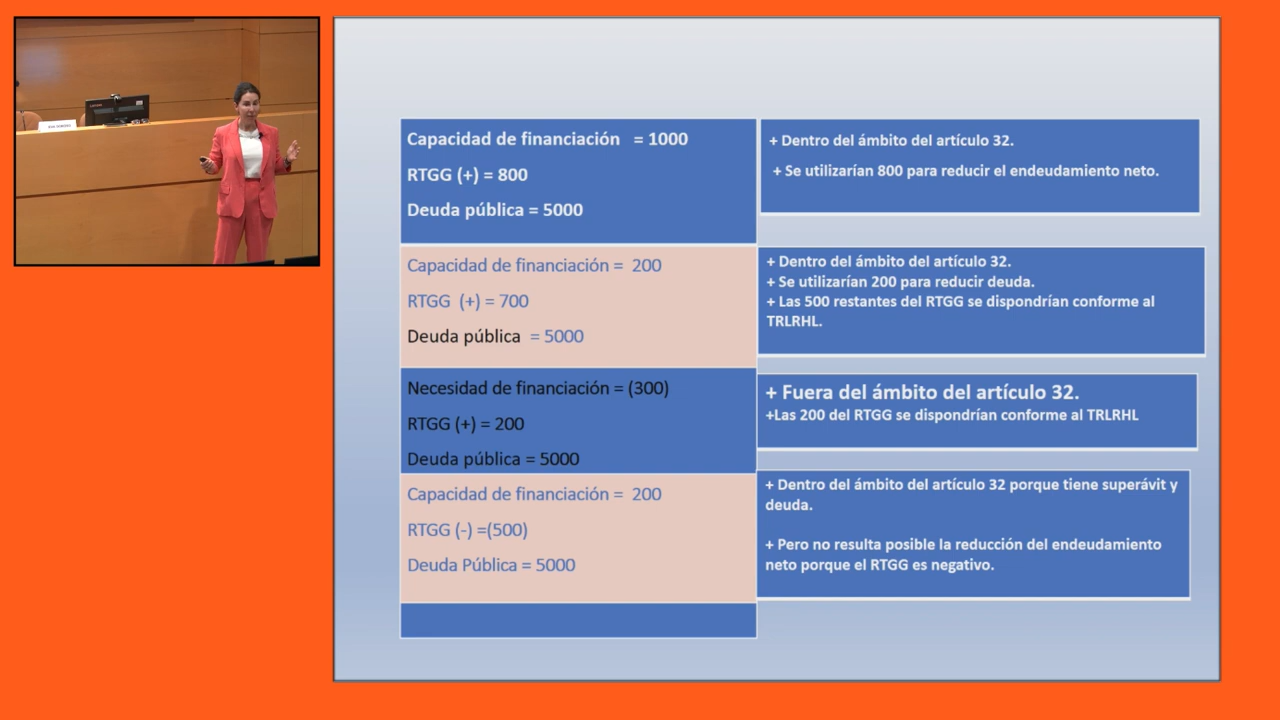 Capacidad de financiación = 1000
RTGG (+) = 800
Deuda pública = 5000
+ Dentro del ámbito del artículo 32.
+ Se utilizarían 800 para reducir el endeudamiento neto.
Capacidad de financiación = 200
RTGG (+) = 700
Deuda pública = 5000
+ Dentro del ámbito del artículo 32.
+ Se utilizarían 200 para reducir deuda.
+ Las 500 restantes del RTGG se dispondrían conforme al
TRLRHL.
Necesidad de financiación = (300)
RTGG (+) = 200
Deuda pública = 5000
+ Fuera del ámbito del artículo 32.
+Las 200 del RTGG se dispondrían conforme al TRLRHL
Capacidad de financiación = 200
RTGG (-) =(500)
Deuda Pública = 5000
+ Dentro del ámbito del artículo 32 porque tiene superávit y
deuda.
+ Pero no resulta posible la reducción del endeudamiento
neto porque el RTGG es negativo.